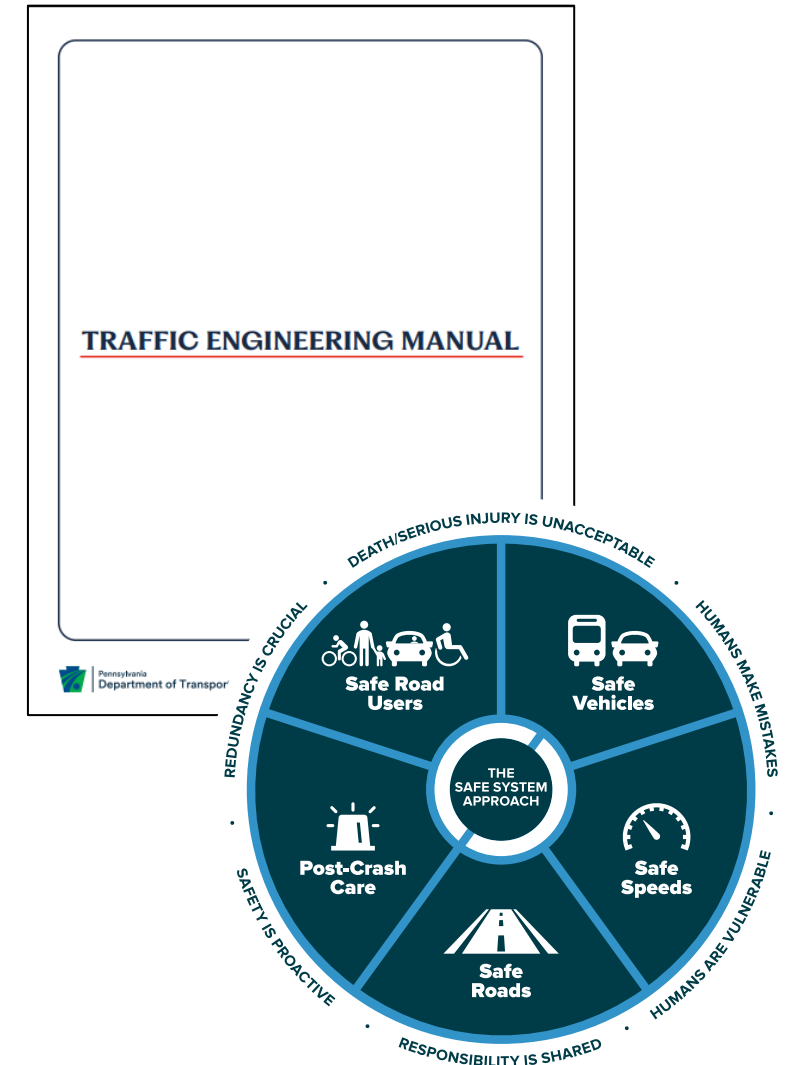 TRAFFIC ENGINEERING MANUAL
Pennsylvania
Department of
DEATH/SERIOUS INJURY IS UNACCEPTABLE
HUMANS MAKE MISTAKES
HUMANS ARE VULNERABLE
RESPONSIBILITY IS SHARED
SAFETY IS PROACTIVE
REDUNDANCY IS CRUCIAL
Safe Road
Users
Safe
Vehicles
THE
SAFE SYSTEM
APPROACH
Post-Crash
Care
Safe
Speeds
Safe
Roads